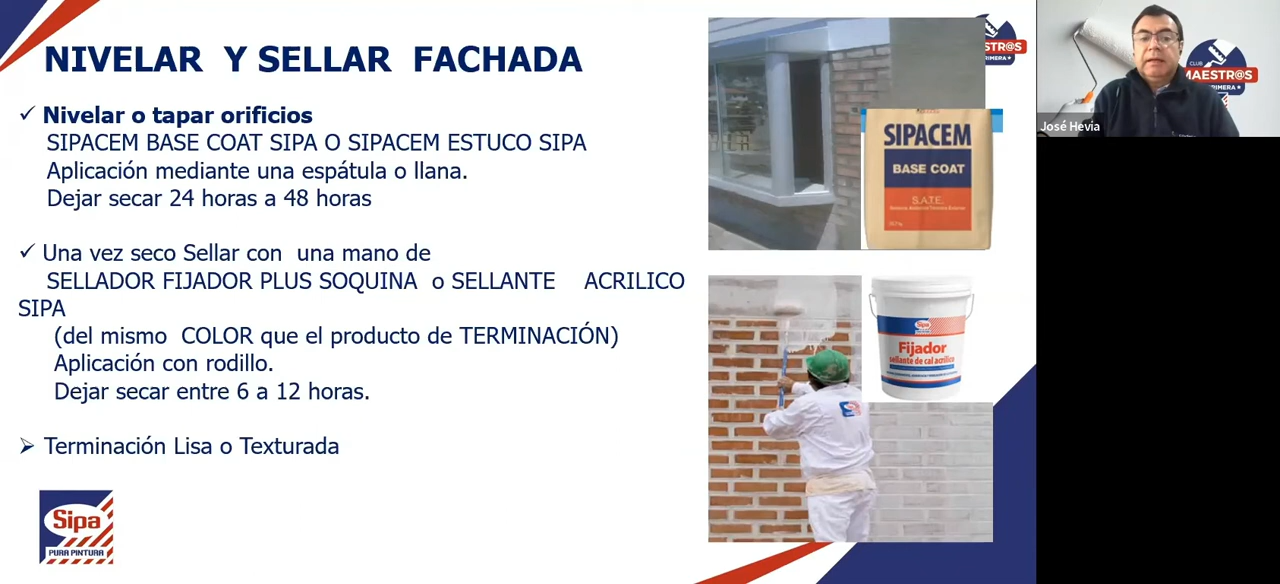 NIVELAR Y SELLAR FACHADA
✓ Nivelar o tapar orificios
SIPACEM BASE COAT SIPA O SIPACEM ESTUCO SIPA
Aplicación mediante una espátula o llana.
Dejar secar 24 horas a 48 horas
✓ Una vez seco Sellar con una mano de
SELLADOR FIJADOR PLUS SOQUINA o SELLANTE ACRILICO
SIPA
(del mismo COLOR que el producto de TERMINACIÓN)
Aplicación con rodillo.
Dejar secar entre 6 a 12 horas.
➢ Terminación Lisa o Texturada
Sipa
PURA PINTURA
SIPACEM
BASE COAT
S.A.T.E.
Sipa
Fijador
sellante de cal acrílico
CLUB
MAESTR@S
PRIMERA
José Hevia